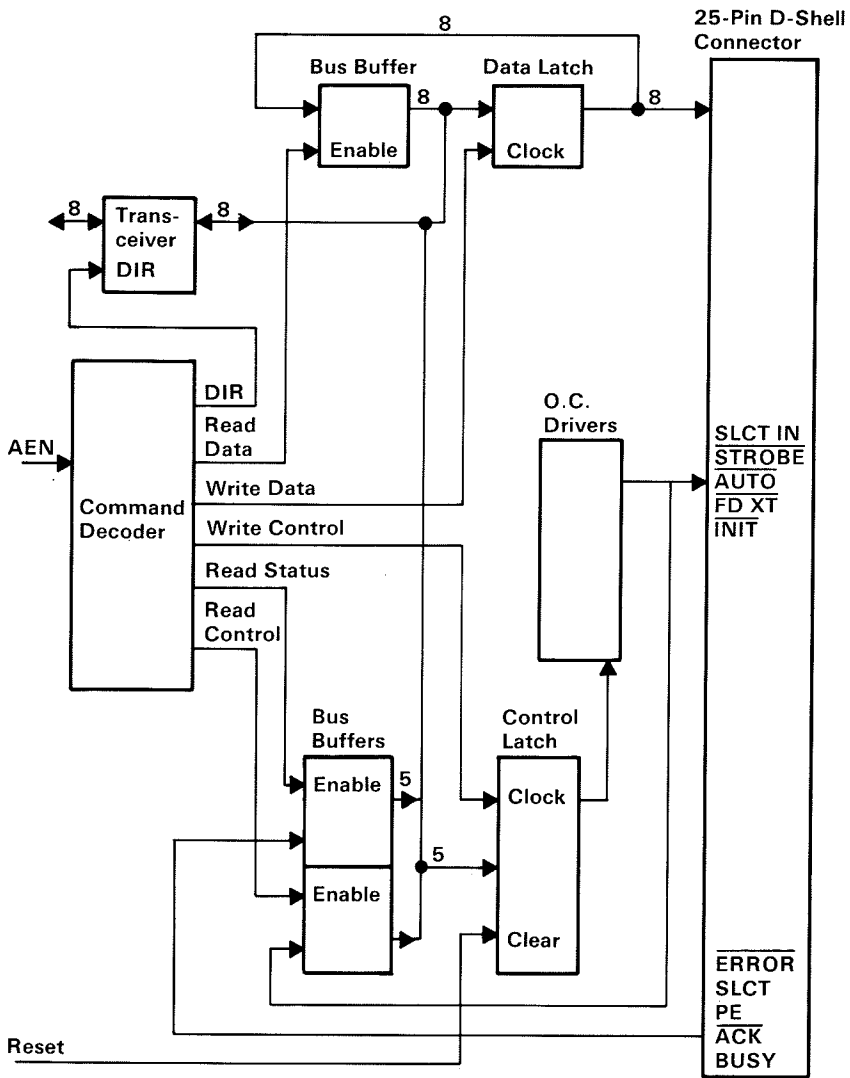 25-Pin D-Shell
Connector
8
Bus Buffer
Data Latch
8
8
Enable
Clock
8
Trans-
ceiver
DIR
8
DIR
Read
Data
AEN
Command
Decoder
Write Data
Write Control
Read Status
Read
Control
O.C.
Drivers
SLCT IN
STROBE
AUTO
FD XT
INIT
Bus
Buffers
Control
Latch
Enable
5
Clock
5
Enable
Clear
ERROR
SLCT
PE
ACK
BUSY
Reset